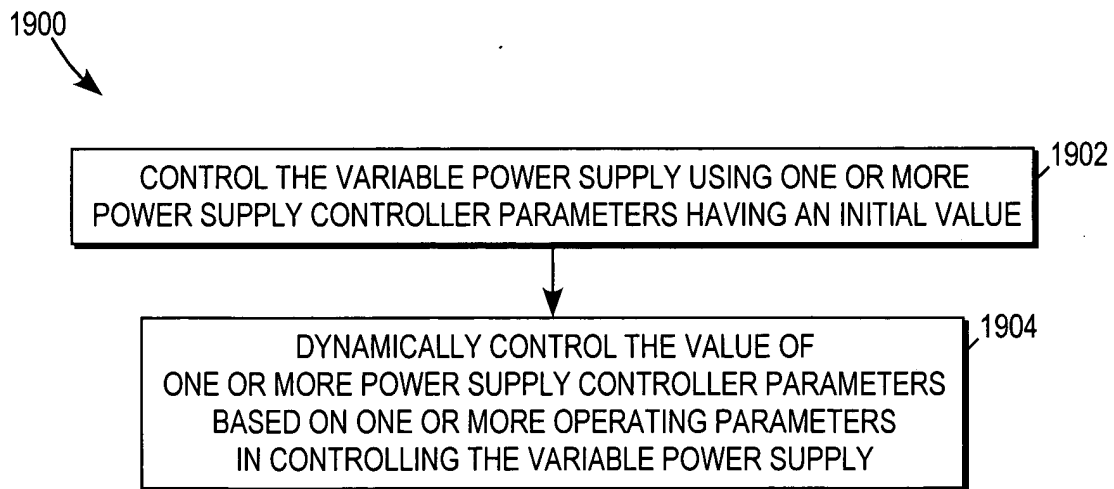 1900
1902
CONTROL THE VARIABLE POWER SUPPLY USING ONE OR MORE
POWER SUPPLY CONTROLLER PARAMETERS HAVING AN INITIAL VALUE
1904
DYNAMICALLY CONTROL THE VALUE OF
ONE OR MORE POWER SUPPLY CONTROLLER PARAMETERS
BASED ON ONE OR MORE OPERATING PARAMETERS
IN CONTROLLING THE VARIABLE POWER SUPPLY